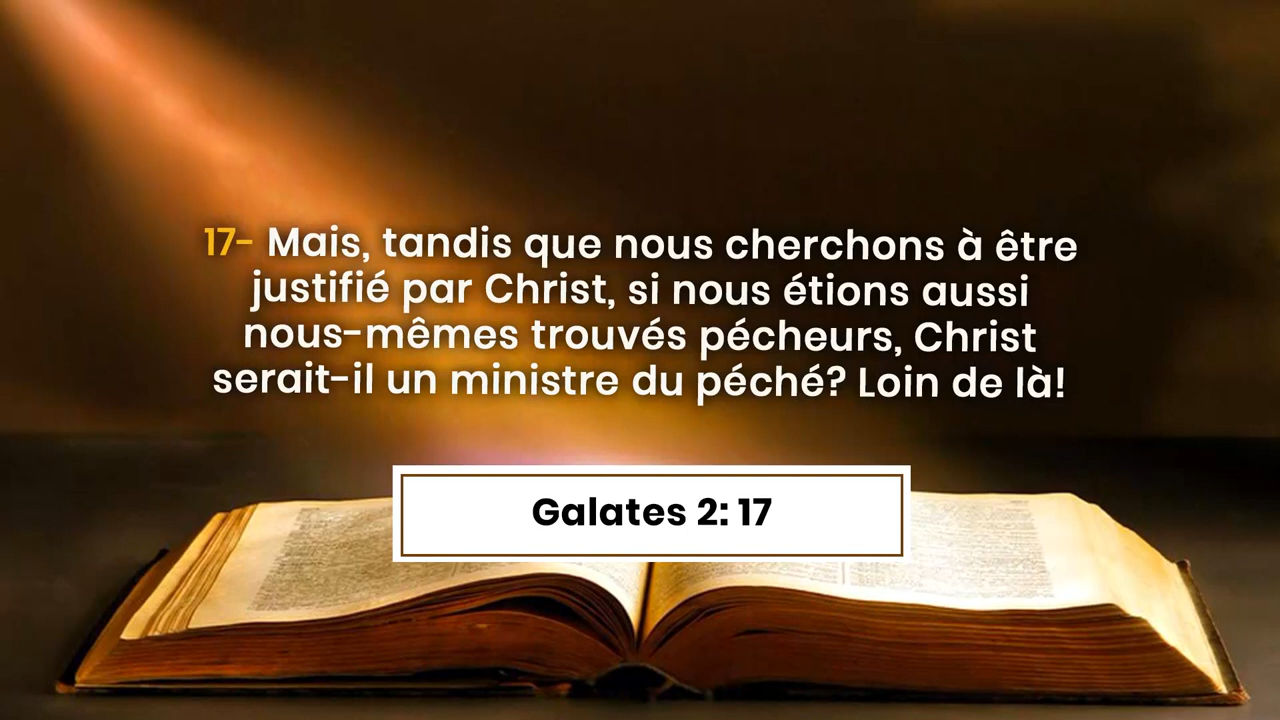 17- Mais, tandis que nous cherchons à être
justifié par Christ, si nous étions aussi
nous-mêmes trouvés pécheurs, Christ
serait-il un ministre du péché? Loin de là!
Galates 2: 17